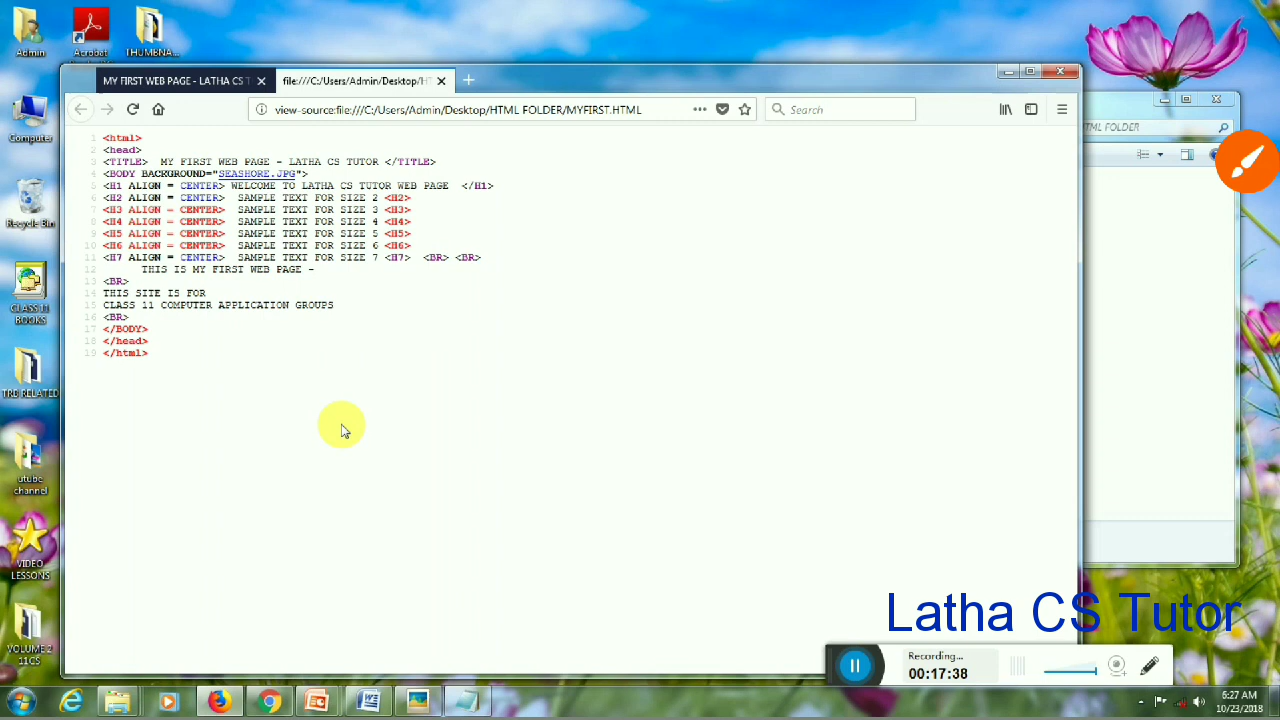 Admin
Acrobat
THUMBNA...
MY FIRST WEB PAGE - LATHA CS T
file:///C:/Users/Admin/Desktop/HT
view-source:file:///C:/Users/Admin/Desktop/HTML FOLDER/MYFIRST.HTML
Search
TML FOLDER
Computer
Recycle Bin
CLASS 11
BOOKS
TRB RELATED
utube
channel
VIDEO
LESSONS
VOLUME 2
11CS
1 <html>
2 <head>
3 <TITLE> MY FIRST WEB PAGE - LATHA CS TUTOR </TITLE>
4 <BODY BACKGROUND="SEASHORE.JPG">
5 <H1 ALIGN = CENTER> WELCOME TO LATHA CS TUTOR WEB PAGE </H1>
6 <H2 ALIGN = CENTER> SAMPLE TEXT FOR SIZE 2 <H2>
7 <H3 ALIGN = CENTER> SAMPLE TEXT FOR SIZE 3 <H3>
8 <H4 ALIGN = CENTER> SAMPLE TEXT FOR SIZE 4 <H4>
9 <H5 ALIGN = CENTER> SAMPLE TEXT FOR SIZE 5 <H5>
10 <H6 ALIGN = CENTER> SAMPLE TEXT FOR SIZE 6 <H6>
11 <H7 ALIGN = CENTER> SAMPLE TEXT FOR SIZE 7 <H7> <BR> <BR>
12 THIS IS MY FIRST WEB PAGE -
13 <BR>
14 THIS SITE IS FOR
15 CLASS 11 COMPUTER APPLICATION GROUPS
16 <BR>
17 </BODY>
18 </head>
19 </html>
Latha CS Tutor
Recording...
00:17:38
6:27 AM
10/23/2018